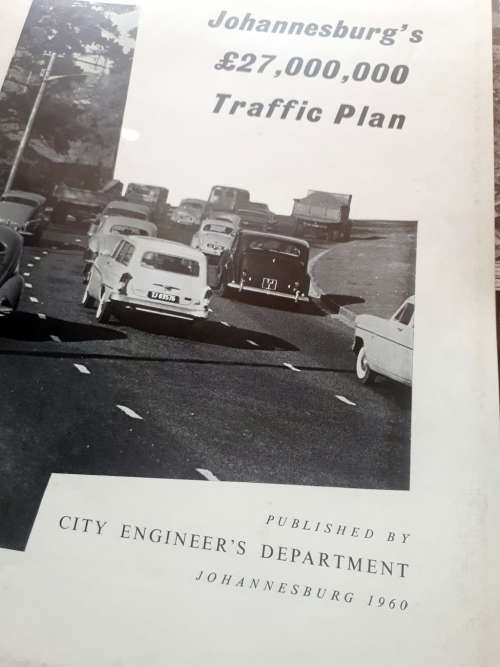 Johannesburg's
£27,000,000
Traffic Plan
PUBLISHED BY
CITY ENGINEER'S DEPARTMENT
JOHANNESBURG 1960